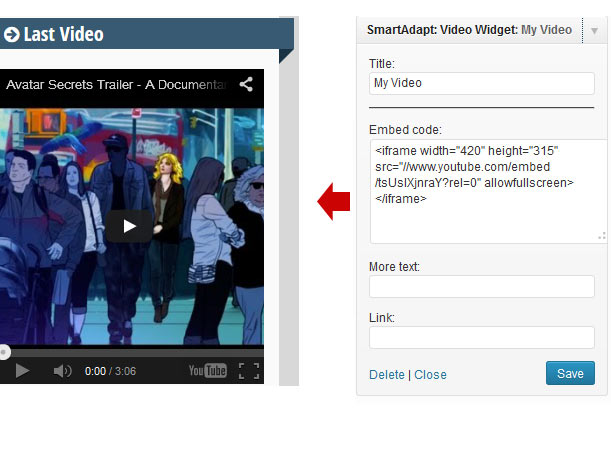 Last Video
Avatar Secrets Trailer - A Documenta
0:00 / 3:06
YouTube
SmartAdapt: Video Widget: My Video
Title:
My Video
Embed code:
<iframe width="420" height="315"
src="//www.youtube.com/embed
/tsUsIXjnraY?rel=0" allowfullscreen>
</iframe>
More text:
Link:
Delete | Close
Save